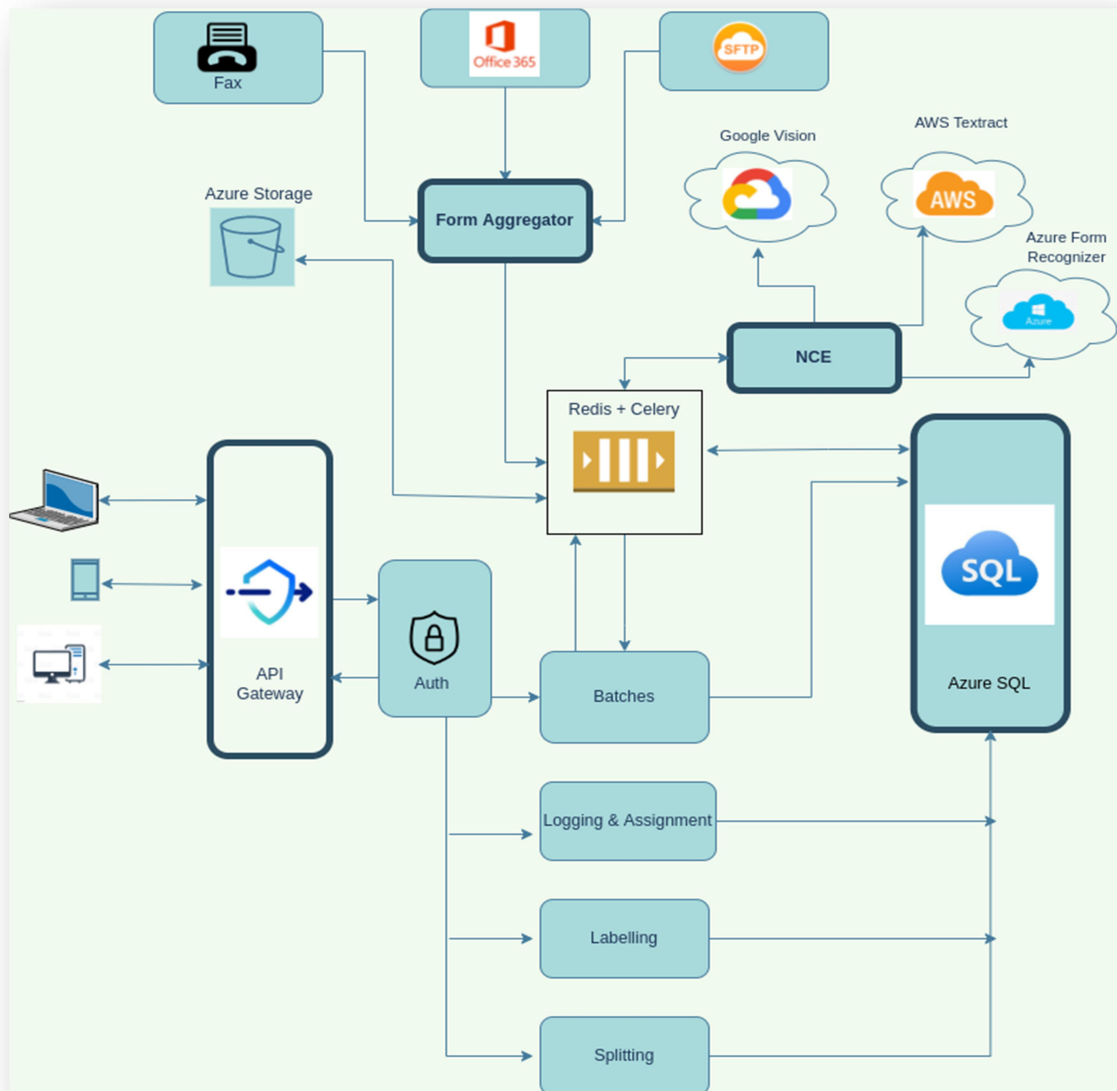 Fax
Office 365
SFTP
Google Vision
AWS Textract
Azure Storage
Form Aggregator
AWS
Azure Form
Recognizer
Azure
NCE
Redis + Celery
SQL
API
Gateway
Auth
Batches
Azure SQL
Logging & Assignment
Labelling
Splitting